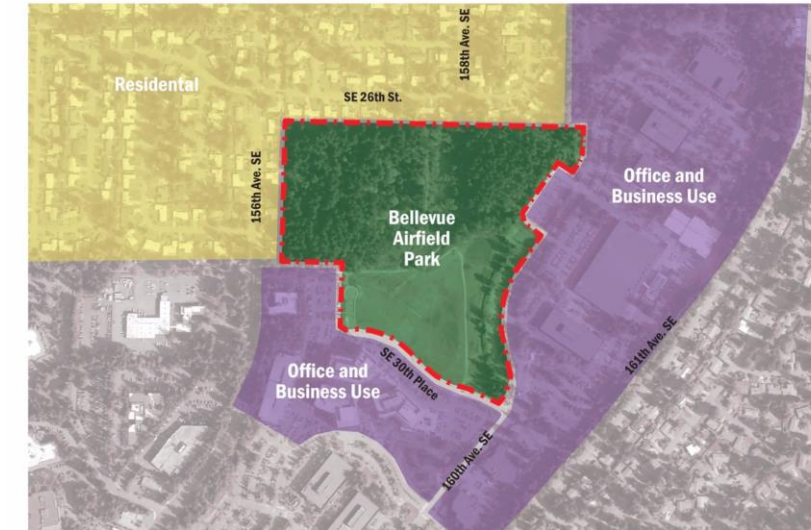 158th Ave. SE
Residental
SE 26th St.
156th Ave. SE
Office and
Business Use
Bellevue
Airfield
Park
161th Ave. SE
SE 30th Place
Office and
Business Use
160th Ave. SE